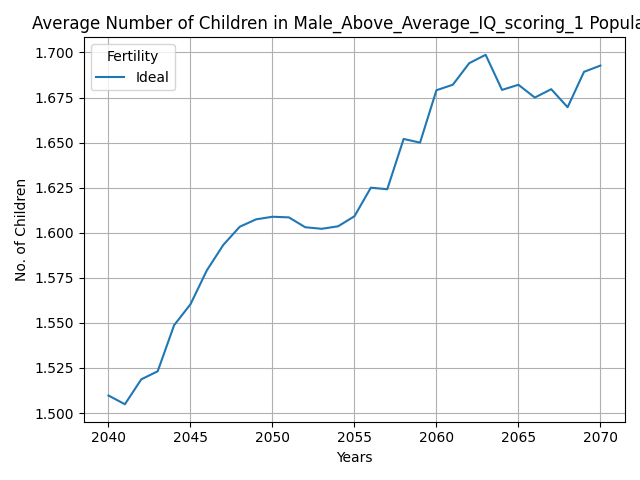 Average Number of Children in Male_Above_Average_IQ_scoring_1 Popula
Fertility
Ideal
No. of Children
1.700
1.675
1.650
1.625
1.600
1.575
1.550
1.525
1.500
2040 2045 2050 2055 2060 2065 2070
Years